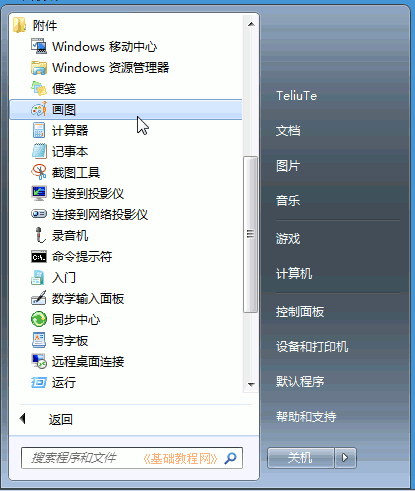 附件
Windows 移动中心
Windows 资源管理器
便笺
画图
计算器
记事本
截图工具
连接到投影仪
连接到网络投影仪
录音机
命令提示符
入门
数学输入面板
同步中心
写字板
远程桌面连接
运行
返回
搜索程序和文件 《基础教程网》
TeliuTe
文档
图片
音乐
游戏
计算机
控制面板
设备和打印机
默认程序
帮助和支持
关机